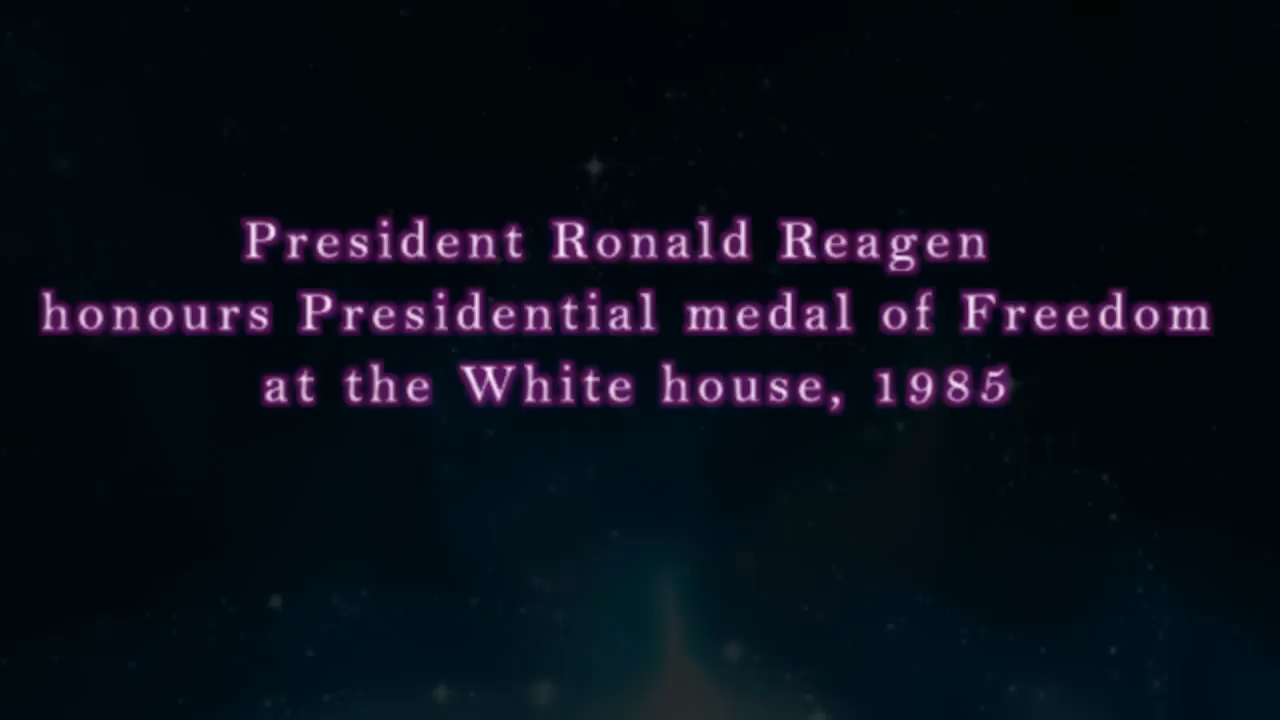 President Ronald Reagen
honours Presidential medal of Freedom
at the White house, 1985